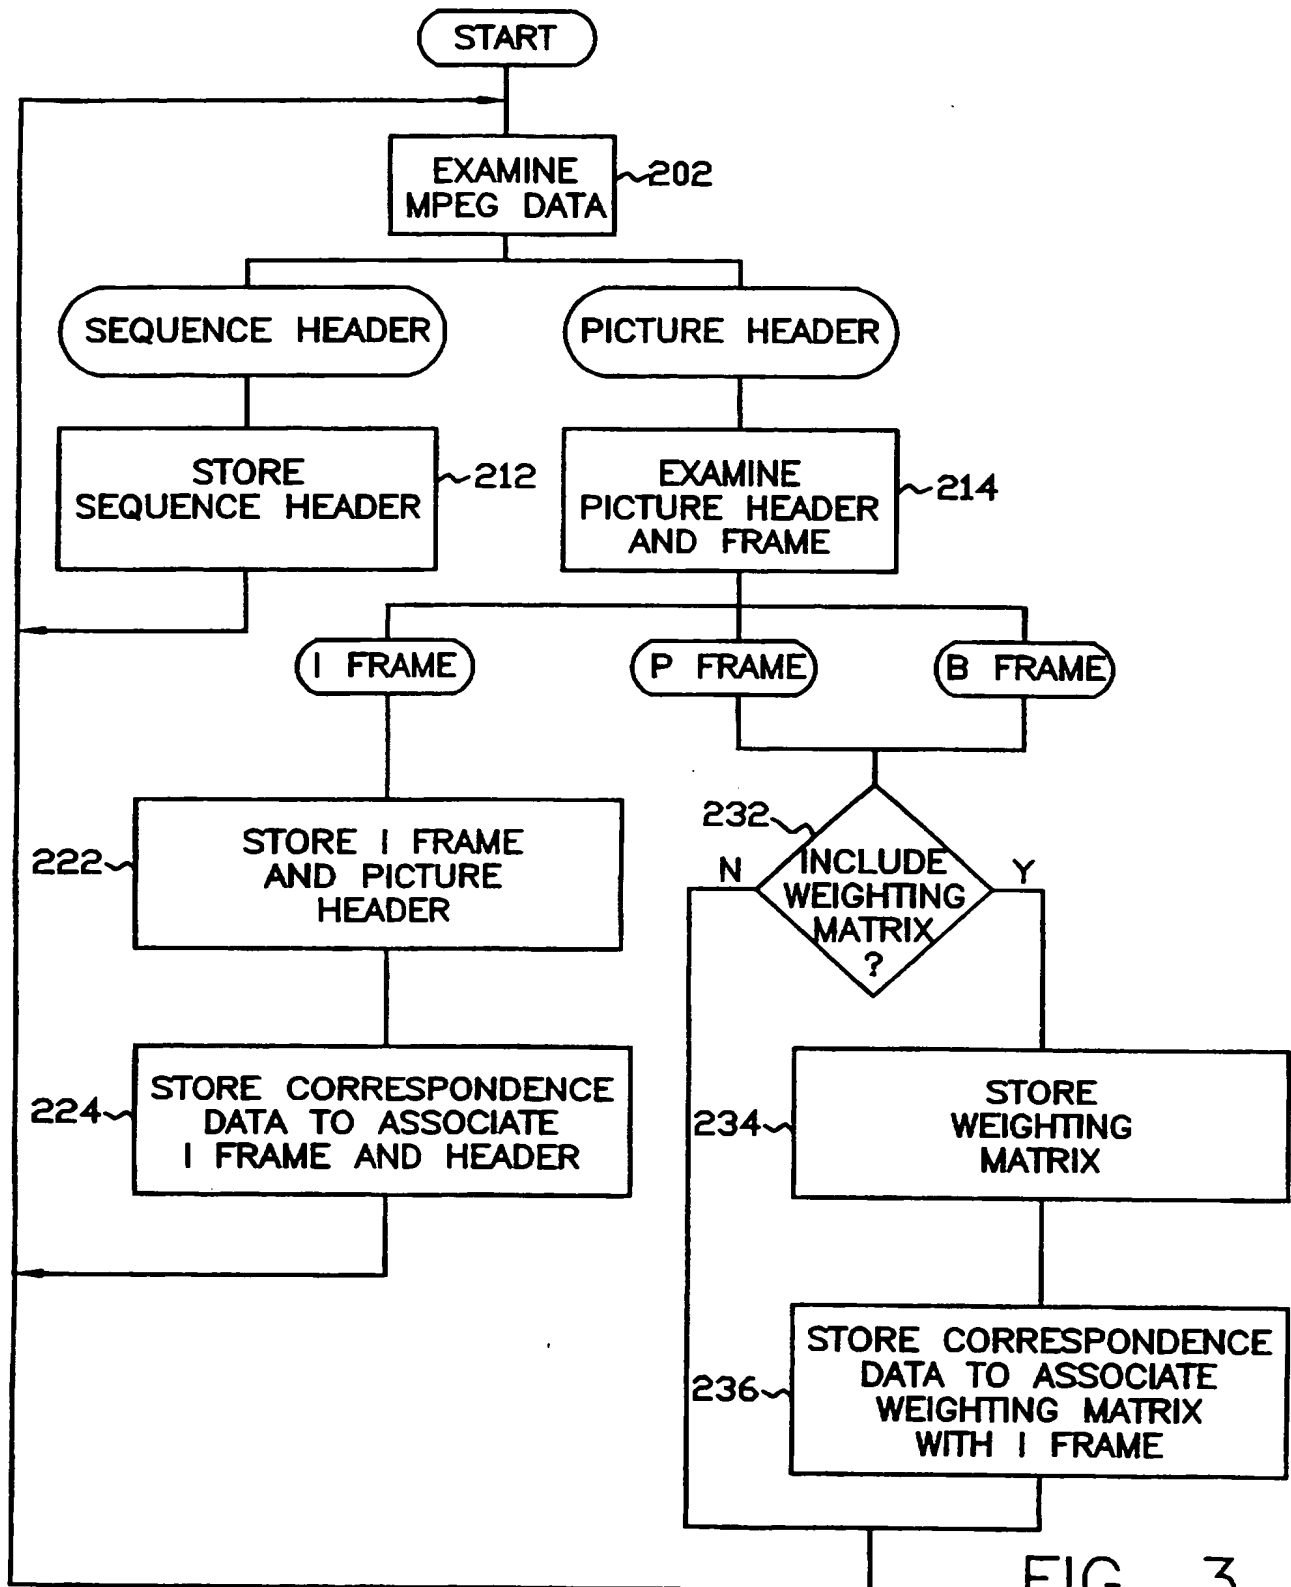 START
EXAMINE
MPEG DATA
202
SEQUENCE HEADER
PICTURE HEADER
STORE
SEQUENCE HEADER
212
EXAMINE
PICTURE HEADER
AND FRAME
214
I FRAME
P FRAME
B FRAME
STORE I FRAME
AND PICTURE
HEADER
222
232
INCLUDE
WEIGHTING
MATRIX
?
N
Y
STORE CORRESPONDENCE
DATA TO ASSOCIATE
I FRAME AND HEADER
224
STORE
WEIGHTING
MATRIX
234
STORE CORRESPONDENCE
DATA TO ASSOCIATE
WEIGHTING MATRIX
WITH I FRAME
236
FIG. 3